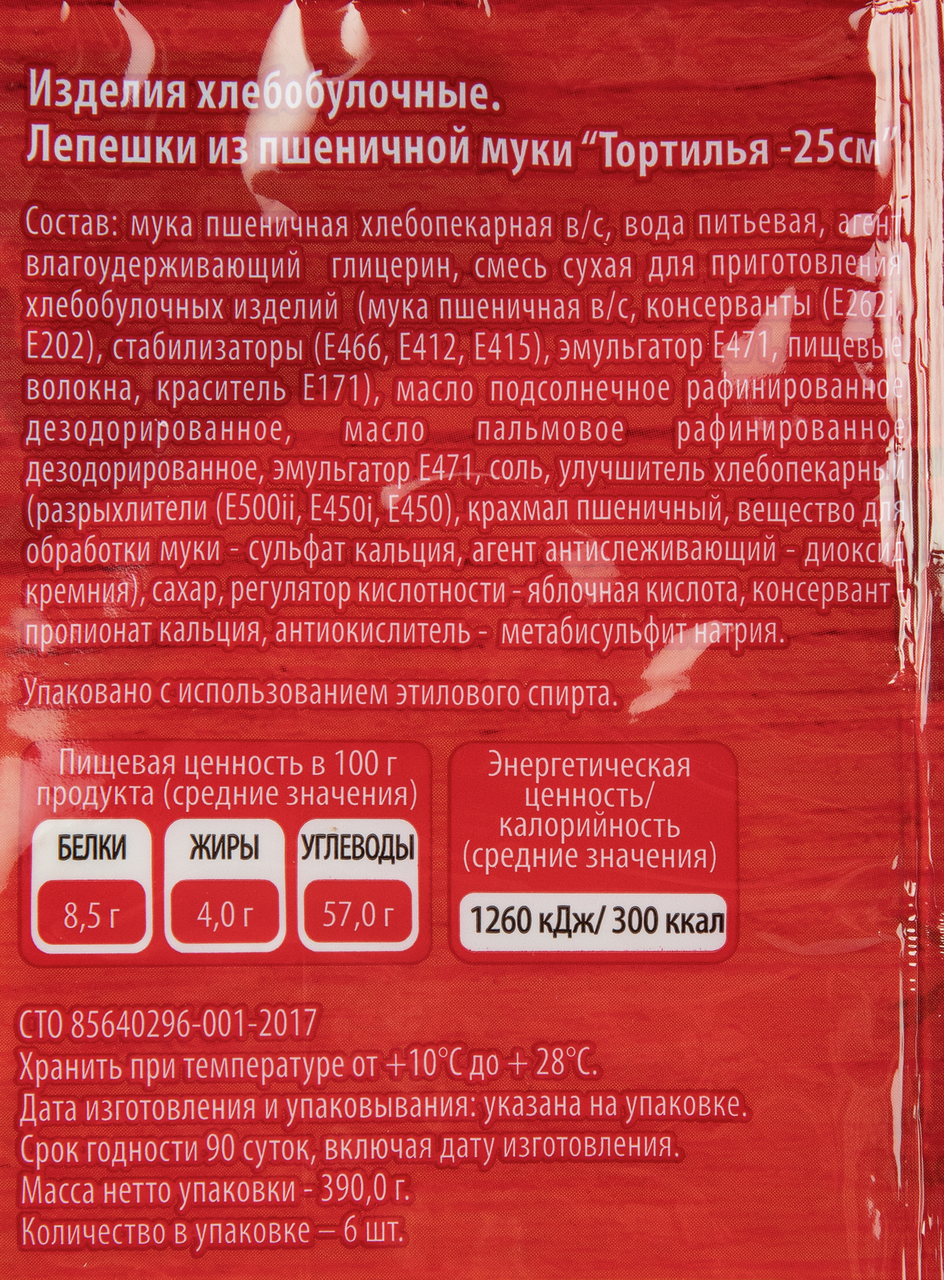 Изделия хлебобулочные.
Лепешки из пшеничной муки “Тортилья -25см”
Состав: мука пшеничная хлебопекарная в/с, вода питьевая, агент
влагоудерживающий глицерин, смесь сухая для приготовления
хлебобулочных изделий (мука пшеничная в/с, консерванты (Е262i,
Е202), стабилизаторы (Е466, Е412, Е415), эмульгатор Е471, пищевые
волокна, краситель Е171), масло подсолнечное рафинированное
дезодорированное, масло пальмовое рафинированное
дезодорированное, эмульгатор Е471, соль, улучшитель хлебопекарный
(разрыхлители (Е500ii, Е450i, Е450), крахмал пшеничный, вещество для
обработки муки - сульфат кальция, агент антислеживающий - диоксид
кремния), сахар, регулятор кислотности - яблочная кислота, консервант
пропионат кальция, антиокислитель - метабисульфит натрия.
Упаковано с использованием этилового спирта.
Пищевая ценность в 100 г
продукта (средние значения)
БЕЛКИ ЖИРЫ УГЛЕВОДЫ
8,5 г 4,0 г 57,0 г
Энергетическая
ценность/
калорийность
(средние значения)
1260 кДж/ 300 ккал
СТО 85640296-001-2017
Хранить при температуре от +10°С до + 28°С.
Дата изготовления и упаковывания: указана на упаковке.
Срок годности 90 суток, включая дату изготовления.
Масса нетто упаковки - 390,0 г.
Количество в упаковке – 6 шт.